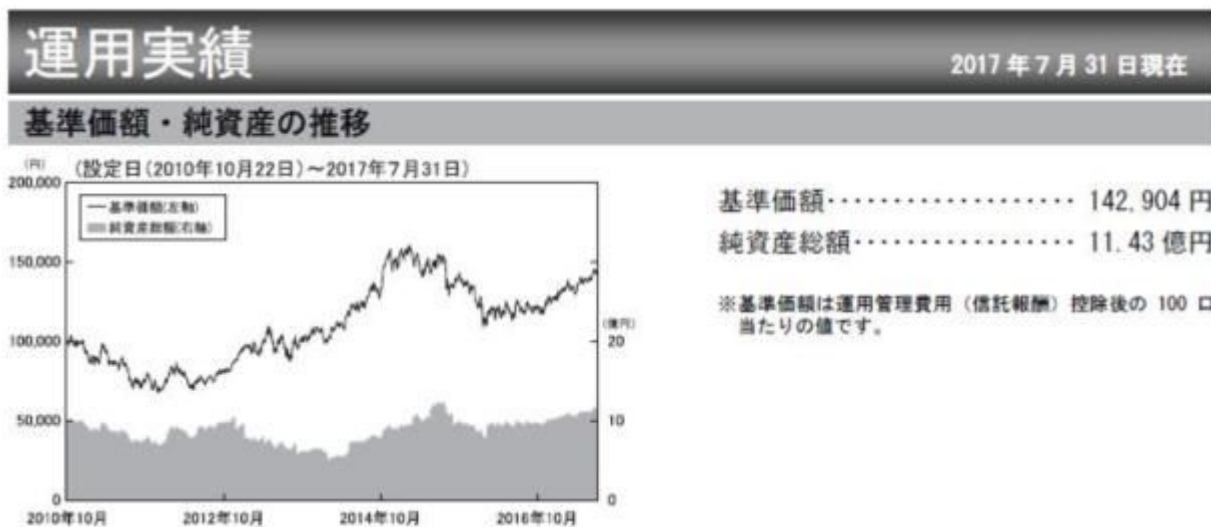 運用実績
2017年7月31日現在
基準価額・純資産の推移
(円)
(設定日(2010年10月22日)～2017年7月31日)
200,000
基準価額(左軸)
純資産総額(右軸)
150,000
(億円)
100,000
20
50,000
10
0
0
2010年10月
2012年10月
2014年10月
2016年10月
基準価額・・・・・・・・・・・・・・・・・・・ 142,904円
純資産総額・・・・・・・・・・・・・・・・・ 11.43億円
※基準価額は運用管理費用（信託報酬）控除後の 100 口
当たりの値です。